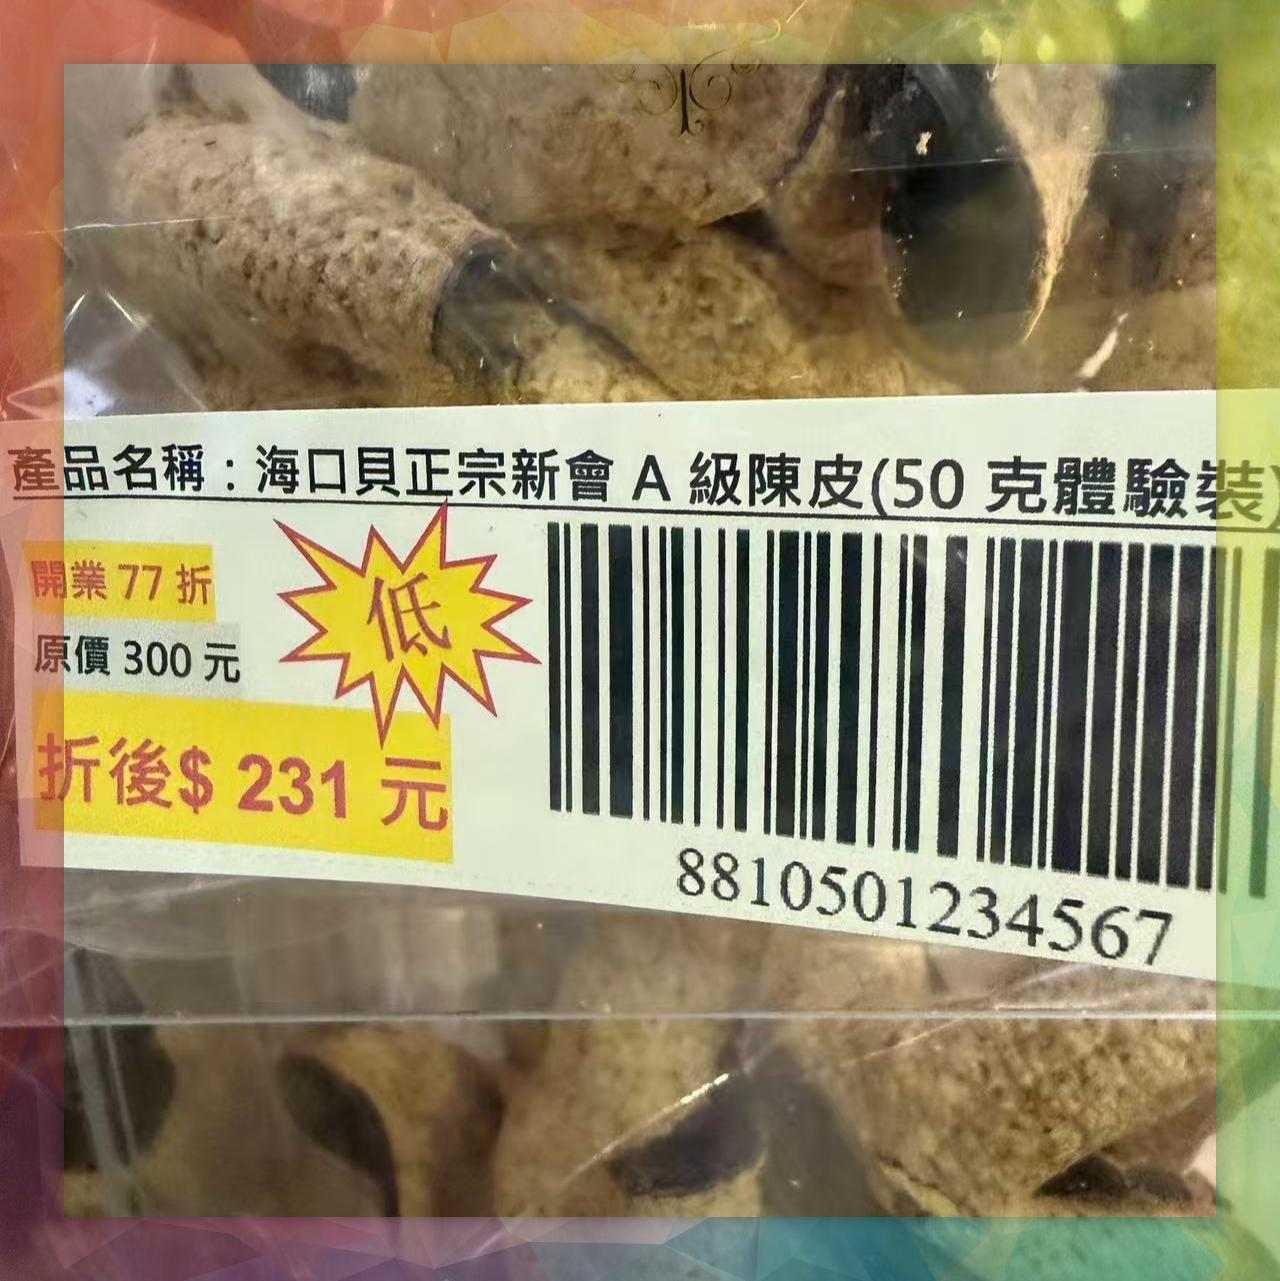 產品名稱：海口貝正宗新會 A 級陳皮(50 克體驗裝)
開業 77 折
低
原價 300 元
折後$ 231 元
8810501234567